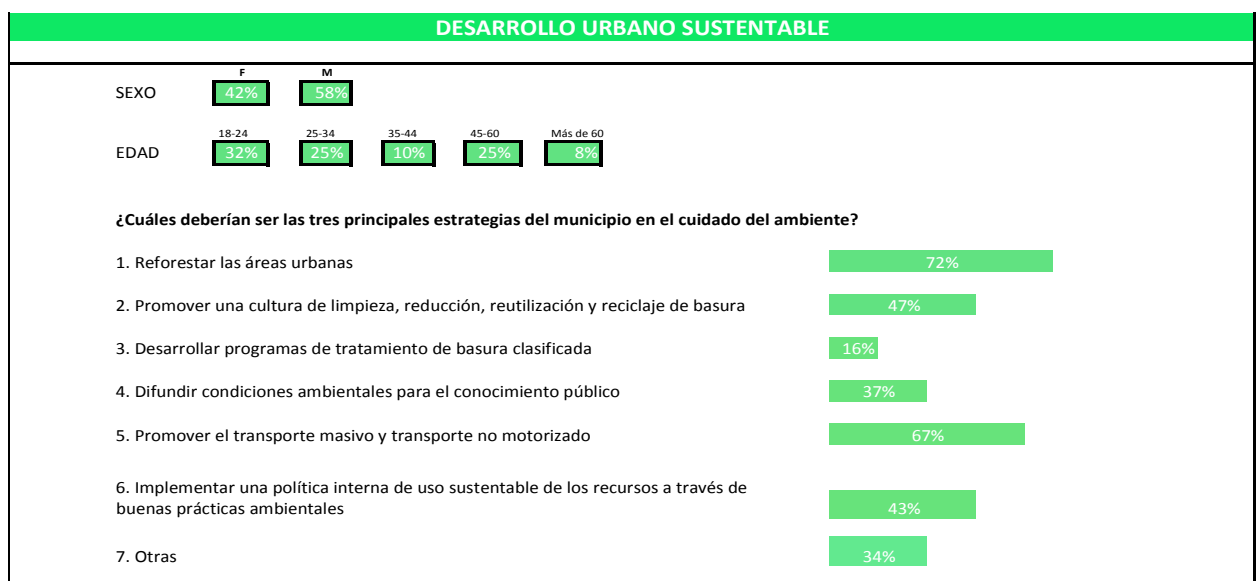 DESARROLLO URBANO SUSTENTABLE
F M
SEXO 42% 58%
18-24 25-34 35-44 45-60 Más de 60
EDAD 32% 25% 10% 25% 8%
¿Cuáles deberían ser las tres principales estrategias del municipio en el cuidado del ambiente?
1. Reforestar las áreas urbanas 72%
2. Promover una cultura de limpieza, reducción, reutilización y reciclaje de basura 47%
3. Desarrollar programas de tratamiento de basura clasificada 16%
4. Difundir condiciones ambientales para el conocimiento público 37%
5. Promover el transporte masivo y transporte no motorizado 67%
6. Implementar una política interna de uso sustentable de los recursos a través de
buenas prácticas ambientales 43%
7. Otras 34%